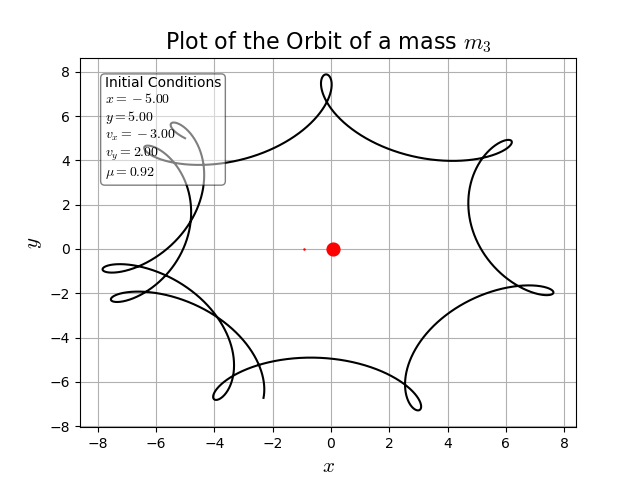 Plot of the Orbit of a mass m₃
Initial Conditions
x = −5.00
y = 5.00
vₓ = −3.00
v_y = 2.00
μ = 0.92
8
6
4
2
0
−2
−4
−6
−8
y
−8 −6 −4 −2 0 2 4 6 8
x